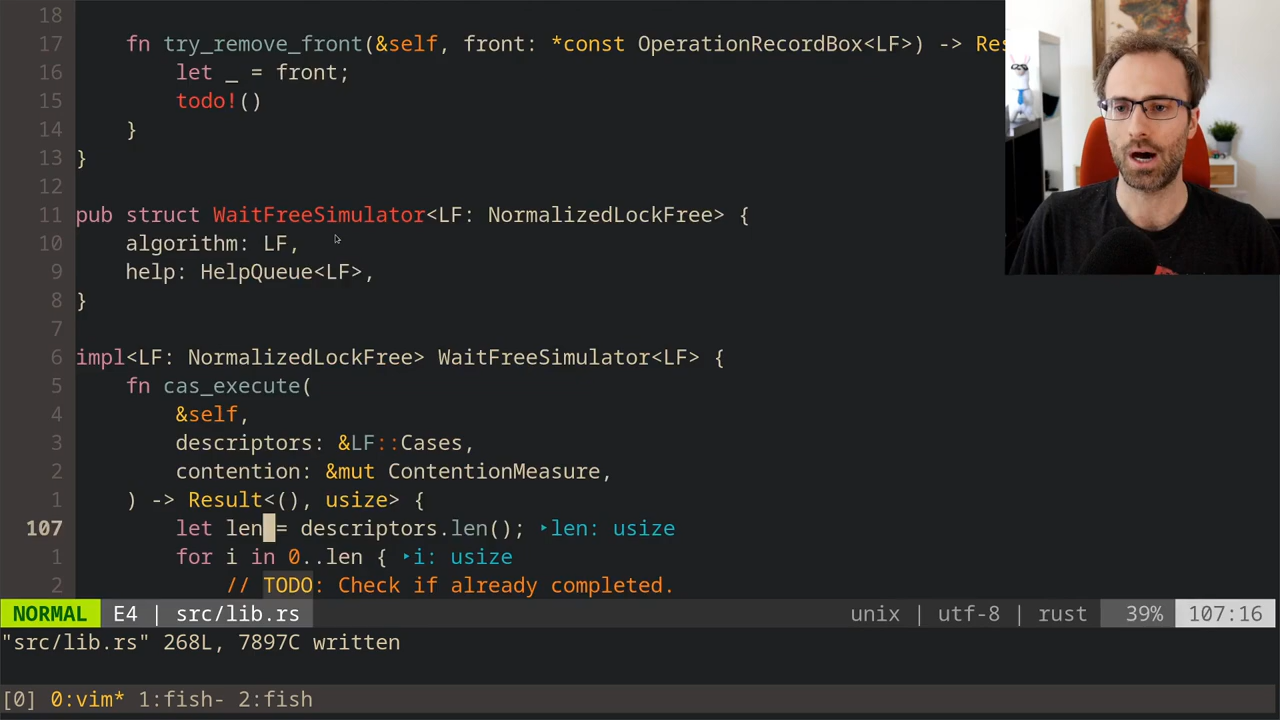 18
17 fn try_remove_front(&self, front: *const OperationRecordBox<LF>) -> Res
16 let _ = front;
15 todo!()
14 }
13 }
12
11 pub struct WaitFreeSimulator<LF: NormalizedLockFree> {
10 algorithm: LF,
9 help: HelpQueue<LF>,
8 }
7
6 impl<LF: NormalizedLockFree> WaitFreeSimulator<LF> {
5 fn cas_execute(
4 &self,
3 descriptors: &LF::Cases,
2 contention: &mut ContentionMeasure,
1 ) -> Result<(), usize> {
107 let len = descriptors.len(); ‣len: usize
1 for i in 0..len { ‣i: usize
2 // TODO: Check if already completed.
NORMAL E4 | src/lib.rs unix | utf-8 | rust 39% 107:16
"src/lib.rs" 268L, 7897C written
[0] 0:vim* 1:fish- 2:fish